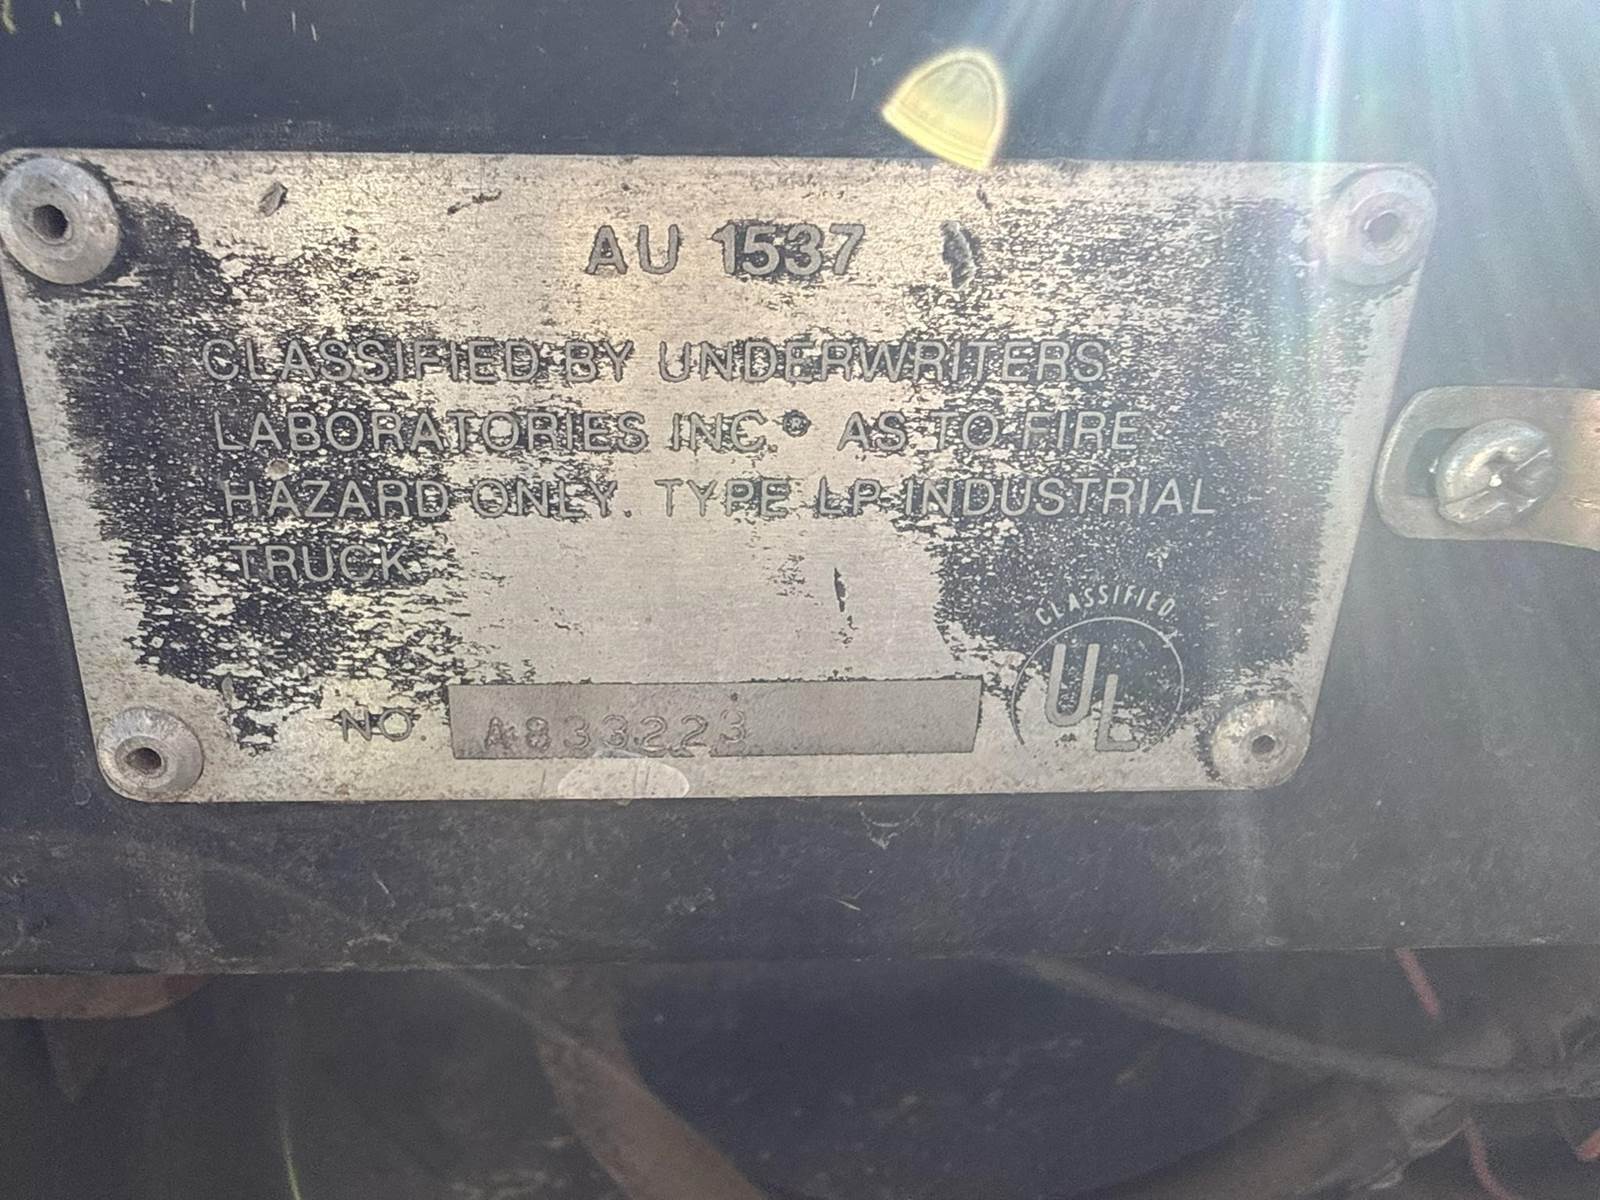 AU 1537
CLASSIFIED BY UNDERWRITERS
LABORATORIES INC.® AS TO FIRE
HAZARD ONLY. TYPE LP INDUSTRIAL
TRUCK.
CLASSIFIED
UL
NO. A833223